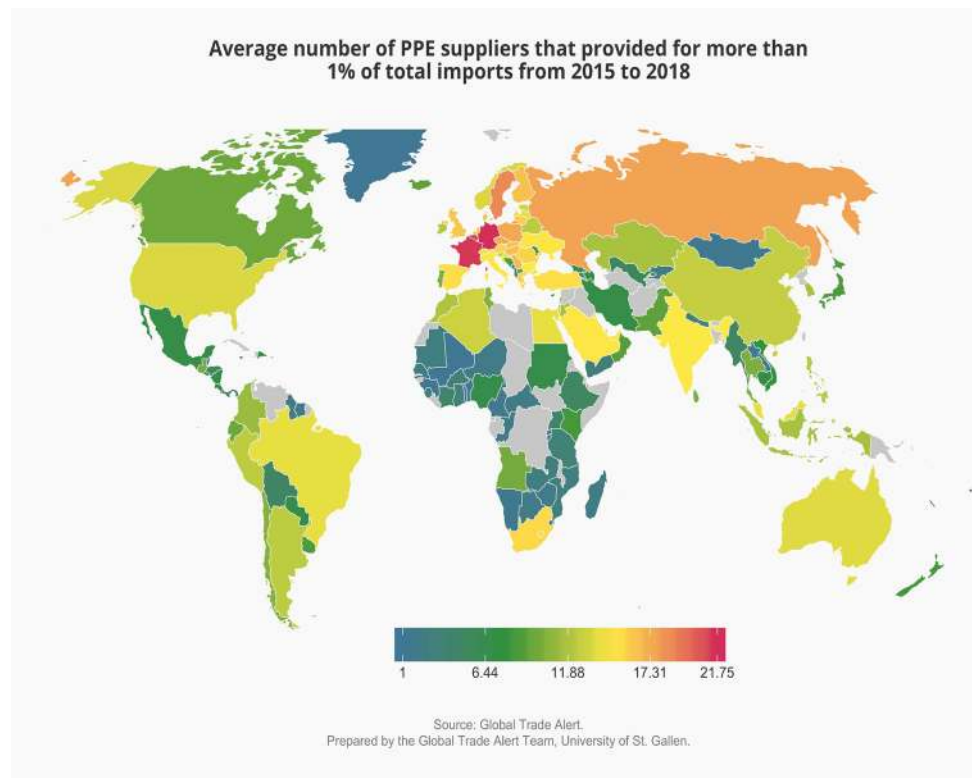 Average number of PPE suppliers that provided for more than
1% of total imports from 2015 to 2018
1 6.44 11.88 17.31 21.75
Source: Global Trade Alert.
Prepared by the Global Trade Alert Team, University of St. Gallen.